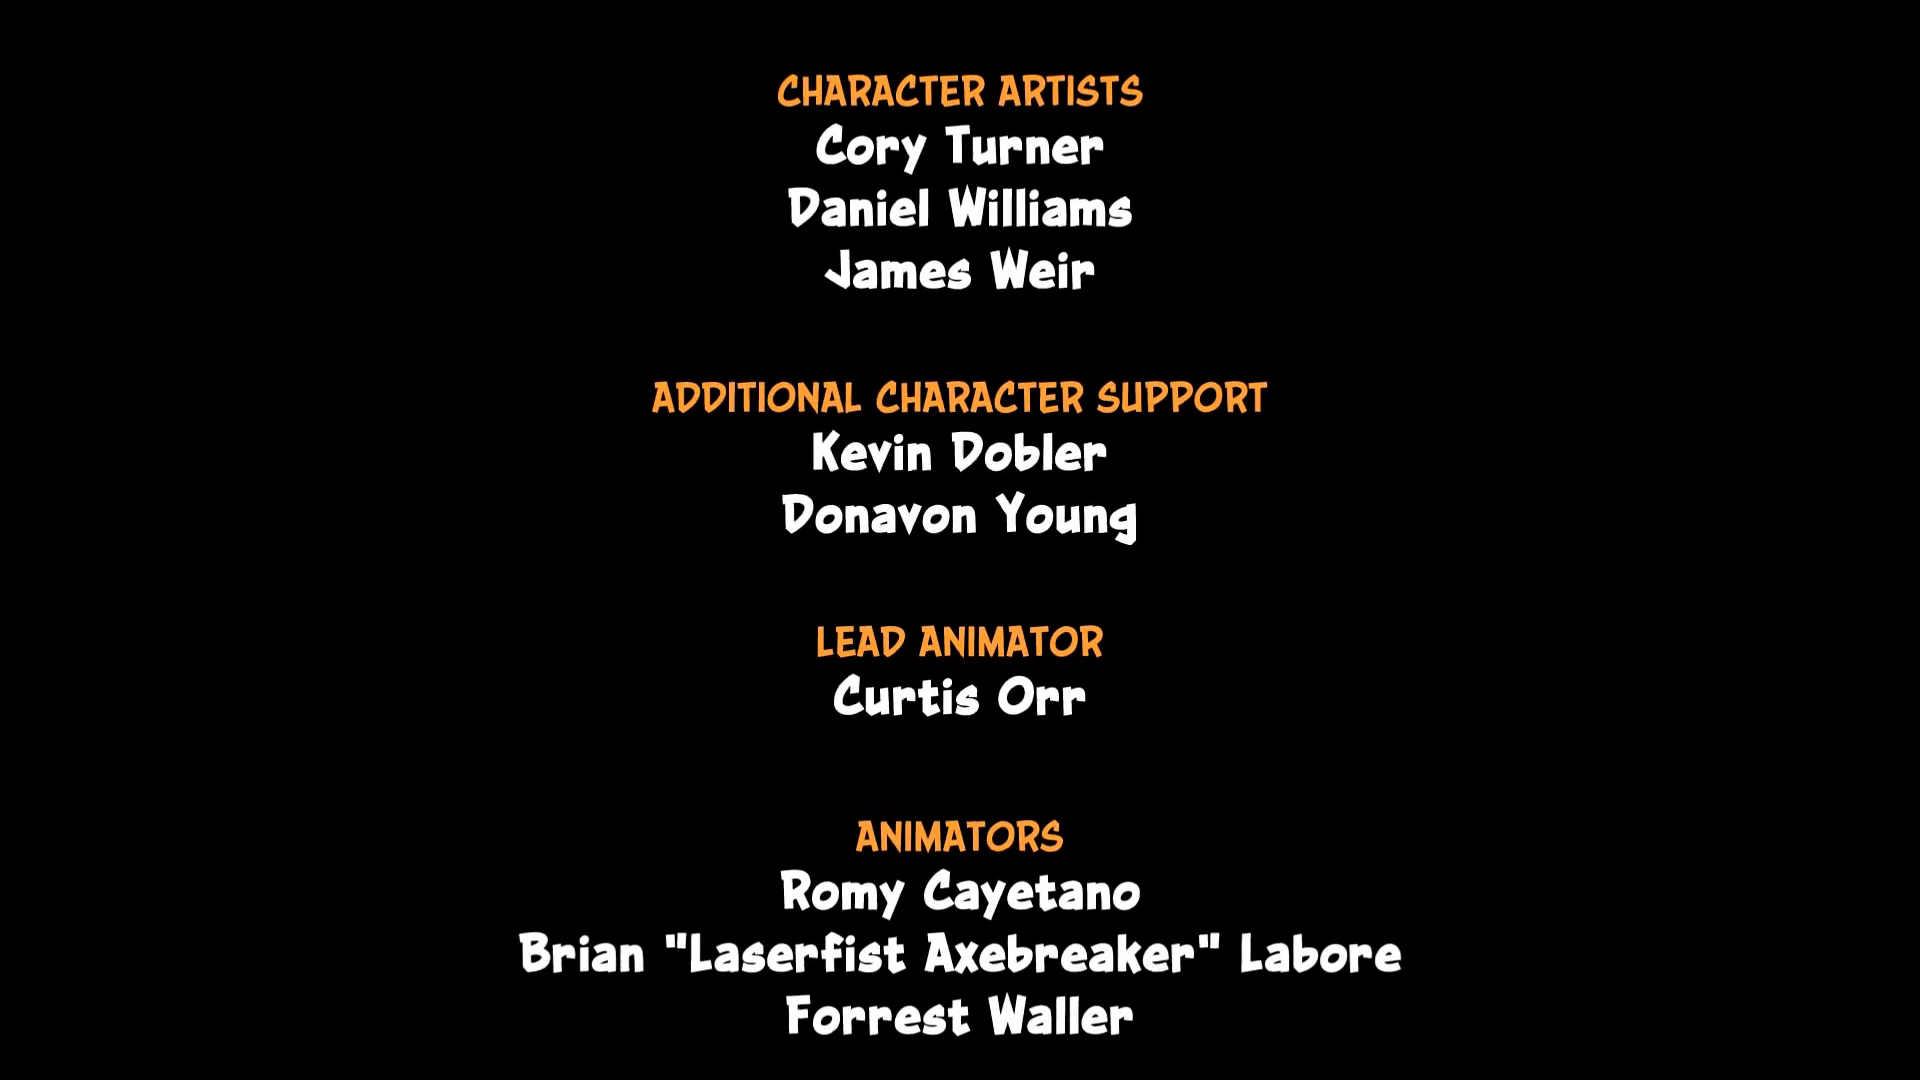 CHARACTER ARTISTS
Cory Turner
Daniel Williams
James Weir
ADDITIONAL CHARACTER SUPPORT
Kevin Dobler
Donavon Young
LEAD ANIMATOR
Curtis Orr
ANIMATORS
Romy Cayetano
Brian "Laserfist Axebreaker" Labore
Forrest Waller